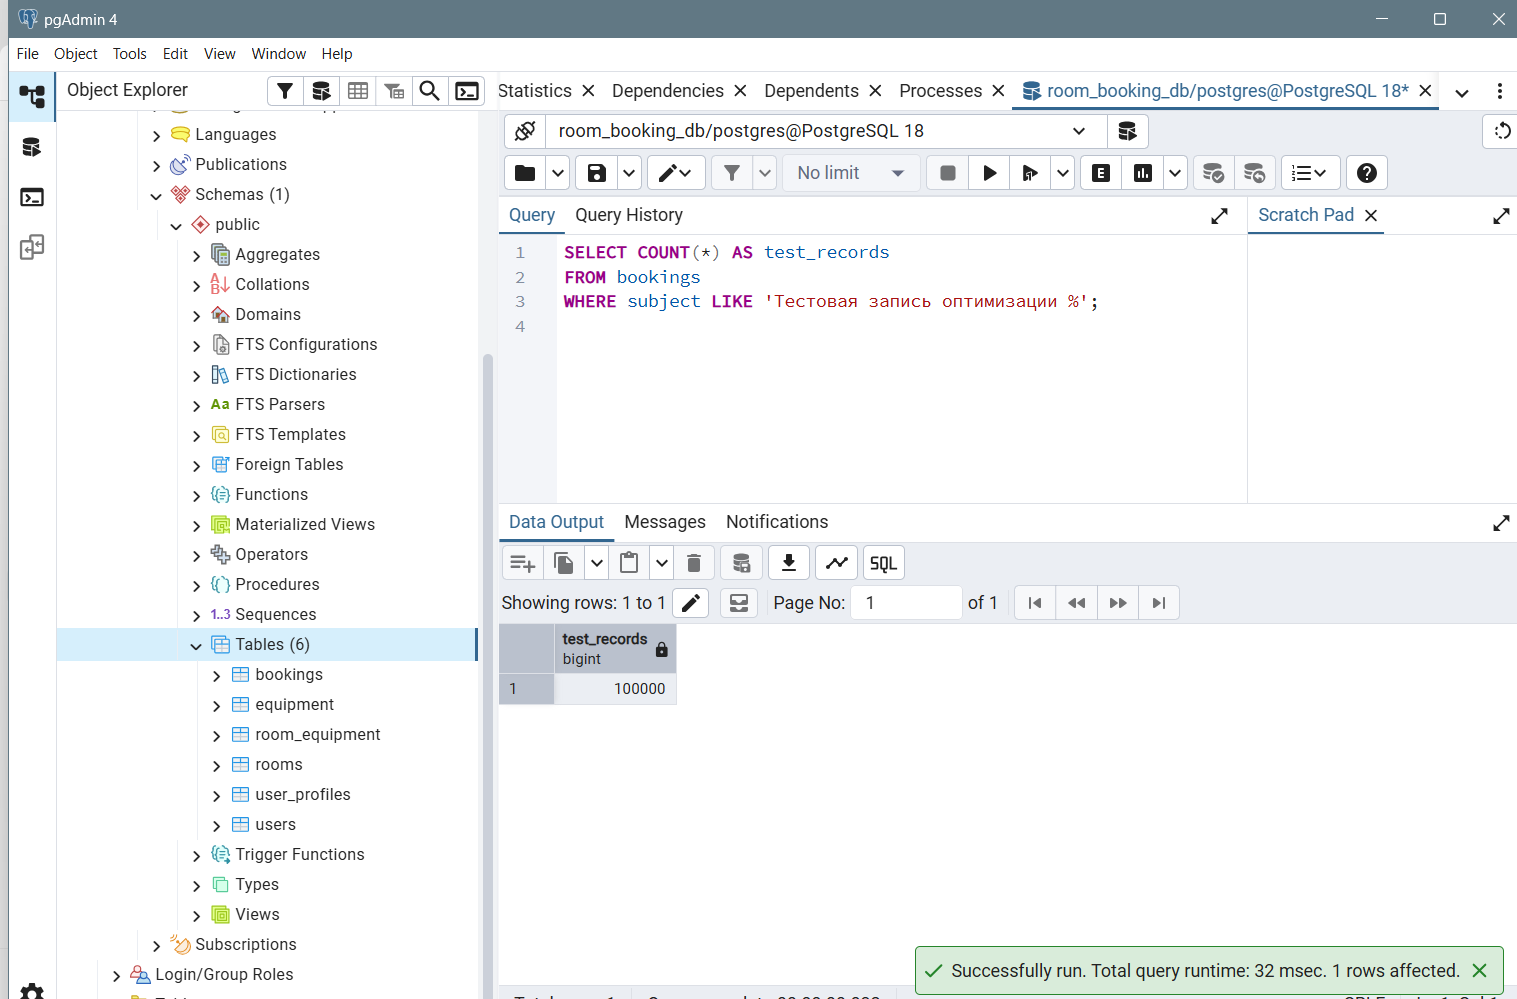 pgAdmin 4
File Object Tools Edit View Window Help
Object Explorer
Languages
Publications
Schemas (1)
public
Aggregates
Collations
Domains
FTS Configurations
FTS Dictionaries
Aa FTS Parsers
FTS Templates
Foreign Tables
Functions
Materialized Views
Operators
Procedures
1..3 Sequences
Tables (6)
bookings
equipment
room_equipment
rooms
user_profiles
users
Trigger Functions
Types
Views
Subscriptions
Login/Group Roles
Statistics Dependencies Dependents Processes room_booking_db/postgres@PostgreSQL 18*
room_booking_db/postgres@PostgreSQL 18
No limit E
Query Query History Scratch Pad
1 SELECT COUNT(*) AS test_records
2 FROM bookings
3 WHERE subject LIKE 'Тестовая запись оптимизации %';
4
Data Output Messages Notifications
SQL
Showing rows: 1 to 1 Page No: 1 of 1
test_records
bigint
1 100000
Successfully run. Total query runtime: 32 msec. 1 rows affected.